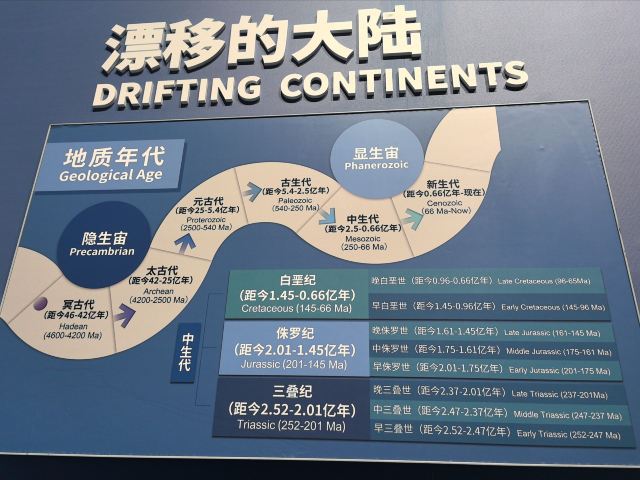 漂移的大陆
DRIFTING CONTINENTS
地质年代
Geological Age
隐生宙
Precambrian
显生宙
Phanerozoic
冥古代
(距今46-42亿年)
Hadean
(4600-4200 Ma)
太古代
(距今42-25亿年)
Archean
(4200-2500 Ma)
元古代
(距今25-5.4亿年)
Proterozoic
(2500-540 Ma)
古生代
(距今5.4-2.5亿年)
Paleozoic
(540-250 Ma)
中生代
(距今2.5-0.66亿年)
Mesozoic
(250-66 Ma)
新生代
(距今0.66亿年-现在)
Cenozoic
(66 Ma-Now)
中生代
白垩纪
(距今1.45-0.66亿年)
Cretaceous (145-66 Ma)
晚白垩世（距今0.96-0.66亿年） Late Cretaceous (96-65Ma)
早白垩世（距今1.45-0.96亿年） Early Cretaceous (145-96 Ma)
侏罗纪
(距今2.01-1.45亿年)
Jurassic (201-145 Ma)
晚侏罗世（距今1.61-1.45亿年） Late Jurassic (161-145 Ma)
中侏罗世（距今1.75-1.61亿年） Middle Jurassic (175-161 Ma)
早侏罗世（距今2.01-1.75亿年） Early Jurassic (201-175 Ma)
三叠纪
(距今2.52-2.01亿年)
Triassic (252-201 Ma)
晚三叠世（距今2.37-2.01亿年） Late Triassic (237-201Ma)
中三叠世（距今2.47-2.37亿年） Middle Triassic (247-237 Ma)
早三叠世（距今2.52-2.47亿年） Early Triassic (252-247 Ma)